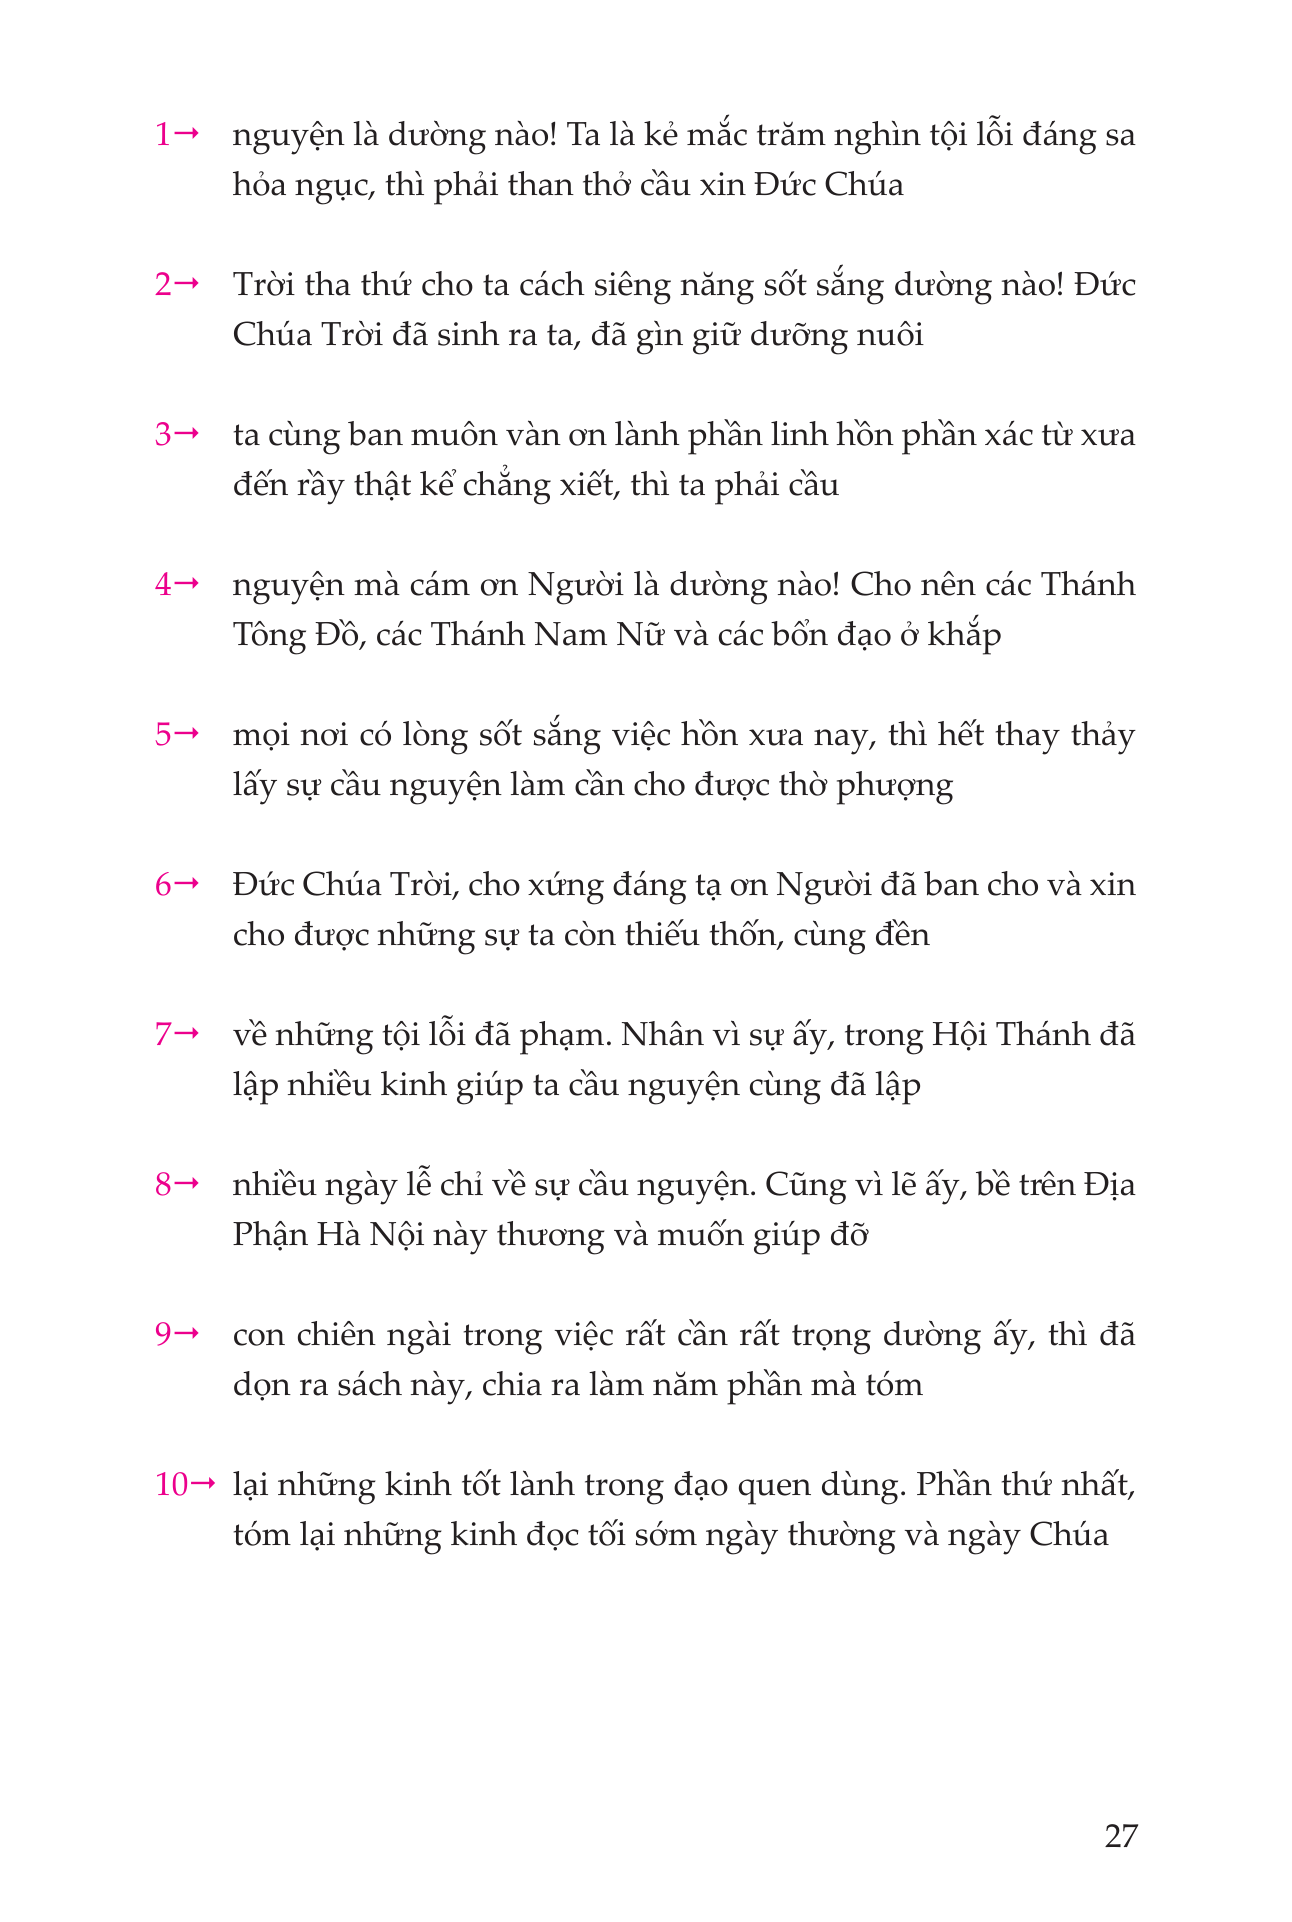 1→ nguyện là dường nào! Ta là kẻ mắc trăm nghìn tội lỗi đáng sa
hỏa ngục, thì phải than thở cầu xin Đức Chúa
2→ Trời tha thứ cho ta cách siêng năng sốt sắng dường nào! Đức
Chúa Trời đã sinh ra ta, đã gìn giữ dưỡng nuôi
3→ ta cùng ban muôn vàn ơn lành phần linh hồn phần xác từ xưa
đến rầy thật kể chẳng xiết, thì ta phải cầu
4→ nguyện mà cám ơn Người là dường nào! Cho nên các Thánh
Tông Đồ, các Thánh Nam Nữ và các bổn đạo ở khắp
5→ mọi nơi có lòng sốt sắng việc hồn xưa nay, thì hết thay thảy
lấy sự cầu nguyện làm cần cho được thờ phượng
6→ Đức Chúa Trời, cho xứng đáng tạ ơn Người đã ban cho và xin
cho được những sự ta còn thiếu thốn, cùng đền
7→ về những tội lỗi đã phạm. Nhân vì sự ấy, trong Hội Thánh đã
lập nhiều kinh giúp ta cầu nguyện cùng đã lập
8→ nhiều ngày lễ chỉ về sự cầu nguyện. Cũng vì lẽ ấy, bề trên Địa
Phận Hà Nội này thương và muốn giúp đỡ
9→ con chiên ngài trong việc rất cần rất trọng dường ấy, thì đã
dọn ra sách này, chia ra làm năm phần mà tóm
10→ lại những kinh tốt lành trong đạo quen dùng. Phần thứ nhất,
tóm lại những kinh đọc tối sớm ngày thường và ngày Chúa
27